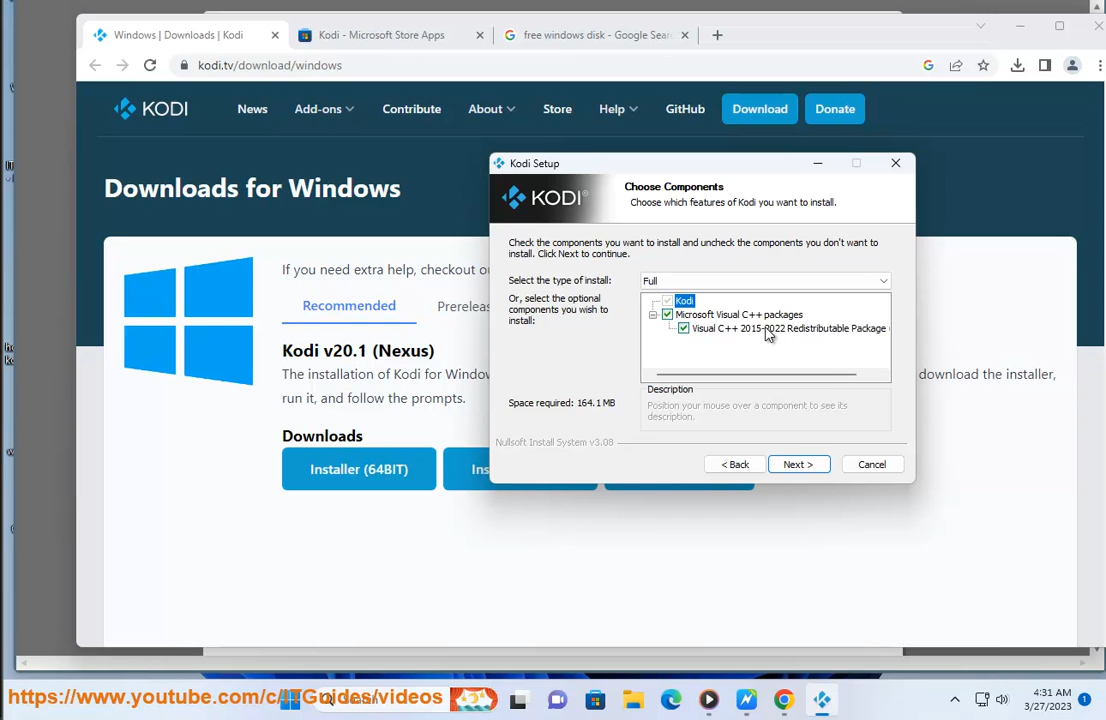 Windows | Downloads | Kodi
Kodi - Microsoft Store Apps
free windows disk - Google Sear
kodi.tv/download/windows
KODI
News
Add-ons
Contribute
About
Store
Help
GitHub
Download
Donate
Downloads for Windows
If you need extra help, checkout o
Recommended
Prereleas
Kodi v20.1 (Nexus)
The installation of Kodi for Window
download the installer,
run it, and follow the prompts.
Downloads
Installer (64BIT)
Ins
Kodi Setup
KODI®
Choose Components
Choose which features of Kodi you want to install.
Check the components you want to install and uncheck the components you don't want to
install. Click Next to continue.
Select the type of install:
Full
Or, select the optional
components you wish to
install:
Kodi
Microsoft Visual C++ packages
Visual C++ 2015-2022 Redistributable Package
Space required: 164.1 MB
Description
Position your mouse over a component to see its
description.
Nullsoft Install System v3.08
< Back
Next >
Cancel
https://www.youtube.com/c/ITGuides/videos
4:31 AM
3/27/2023
1